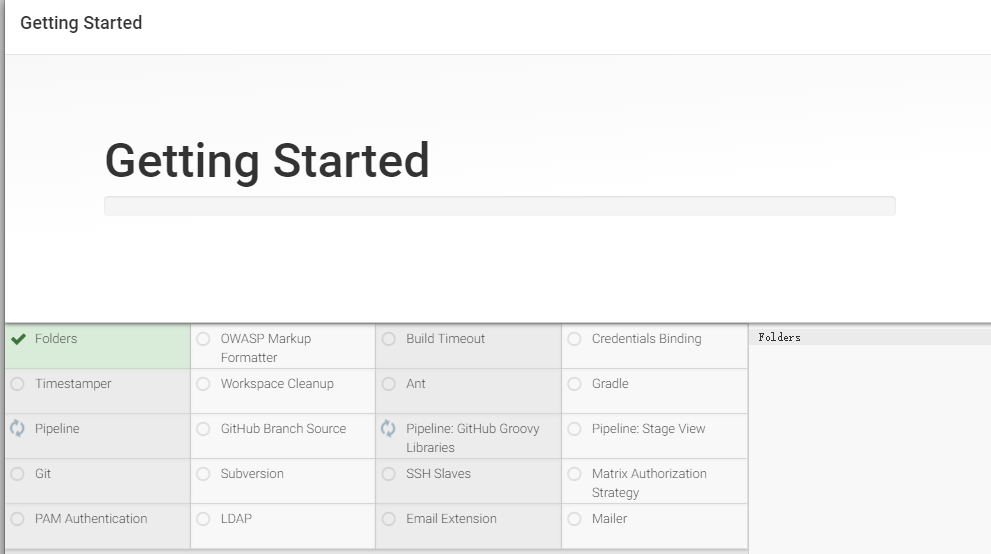 Getting Started
Getting Started
Folders
OWASP Markup
Formatter
Build Timeout
Credentials Binding
Folders
Timestamper
Workspace Cleanup
Ant
Gradle
Pipeline
GitHub Branch Source
Pipeline: GitHub Groovy
Libraries
Pipeline: Stage View
Git
Subversion
SSH Slaves
Matrix Authorization
Strategy
PAM Authentication
LDAP
Email Extension
Mailer